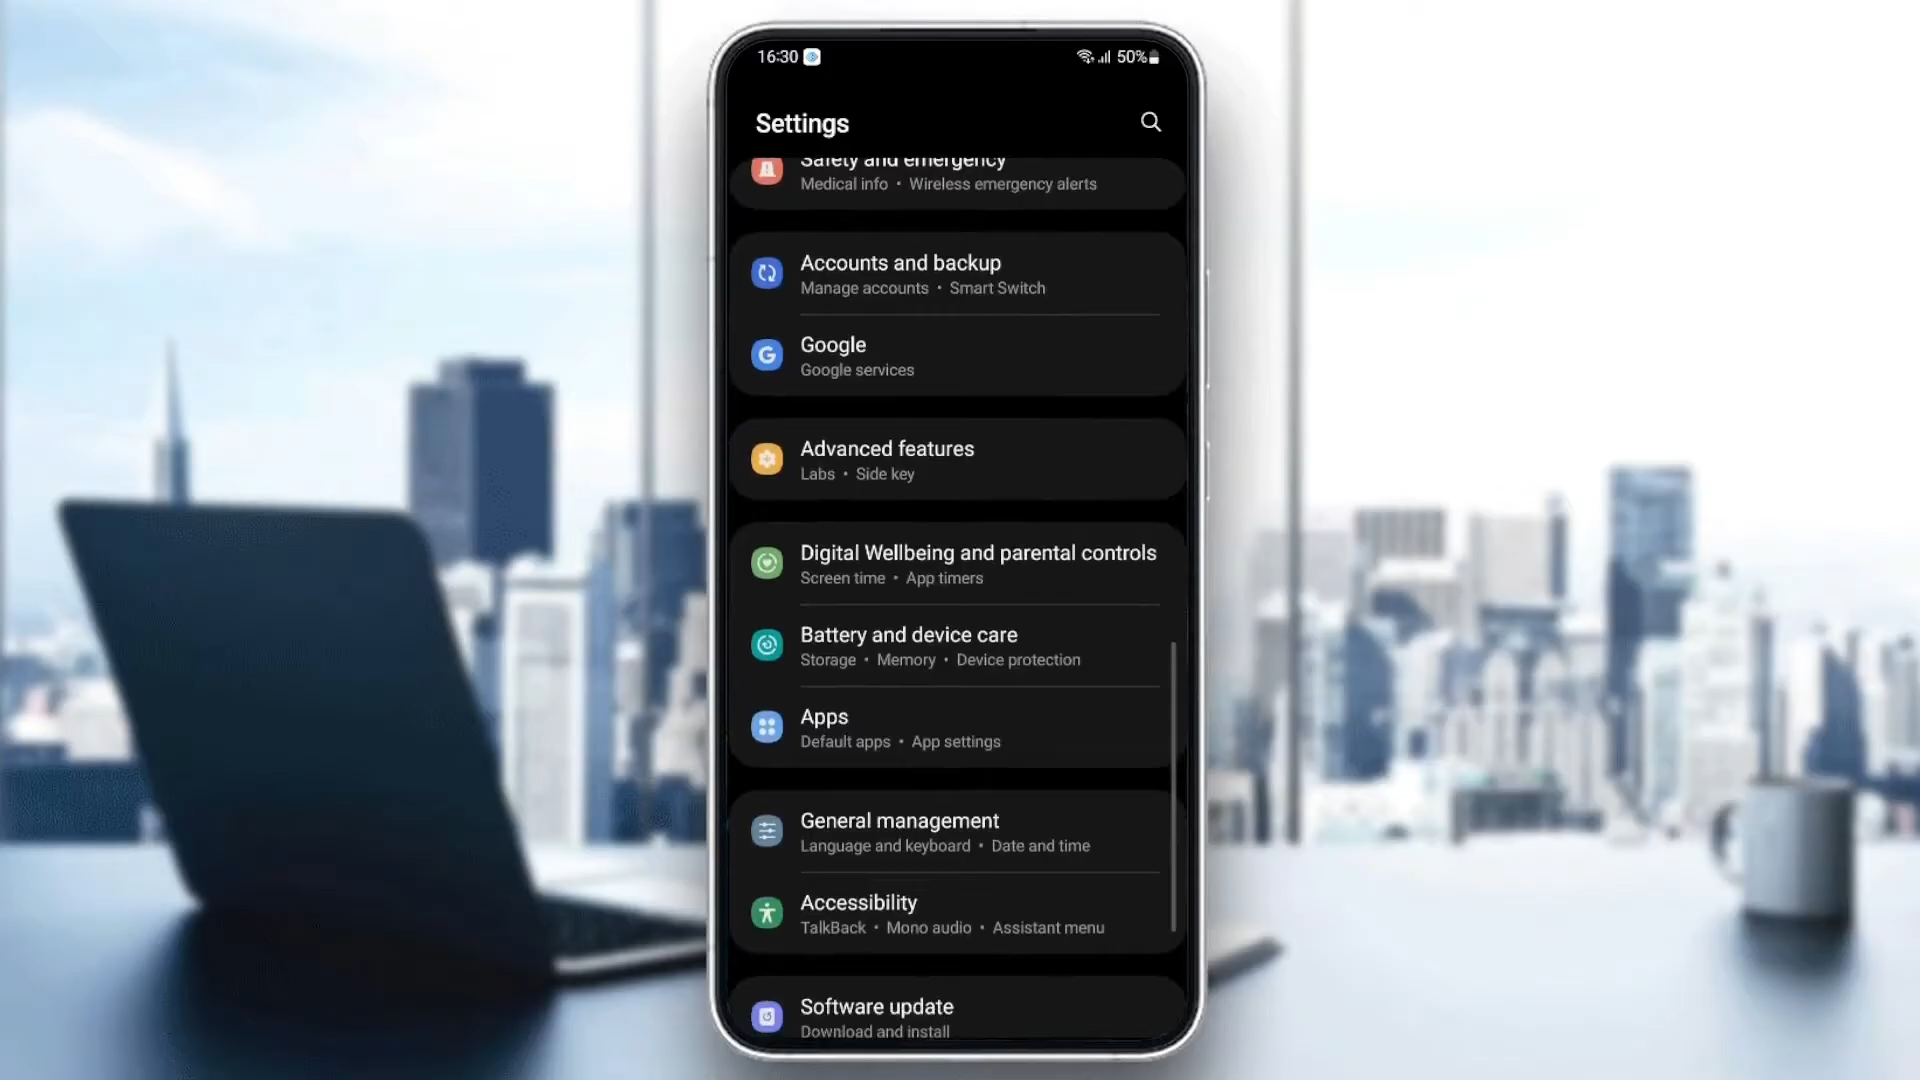 16:30
50%
Settings
Safety and emergency
Medical info • Wireless emergency alerts
Accounts and backup
Manage accounts • Smart Switch
Google
Google services
Advanced features
Labs • Side key
Digital Wellbeing and parental controls
Screen time • App timers
Battery and device care
Storage • Memory • Device protection
Apps
Default apps • App settings
General management
Language and keyboard • Date and time
Accessibility
TalkBack • Mono audio • Assistant menu
Software update
Download and install